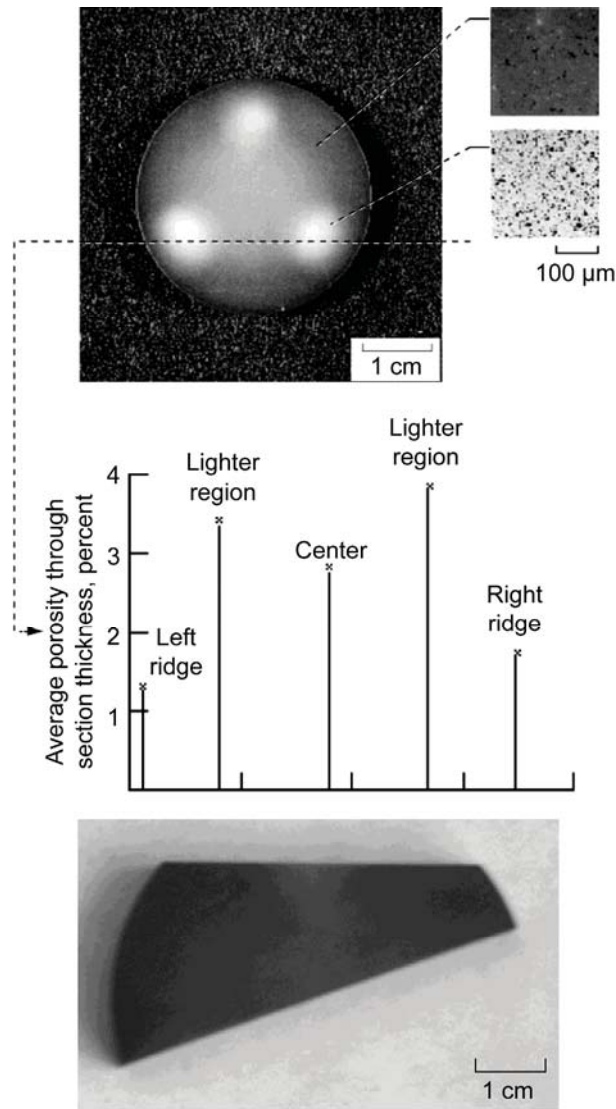 100 µm
1 cm
Average porosity through
section thickness, percent
4
3
2
1
Left
ridge
Lighter
region
Center
Lighter
region
Right
ridge
1 cm